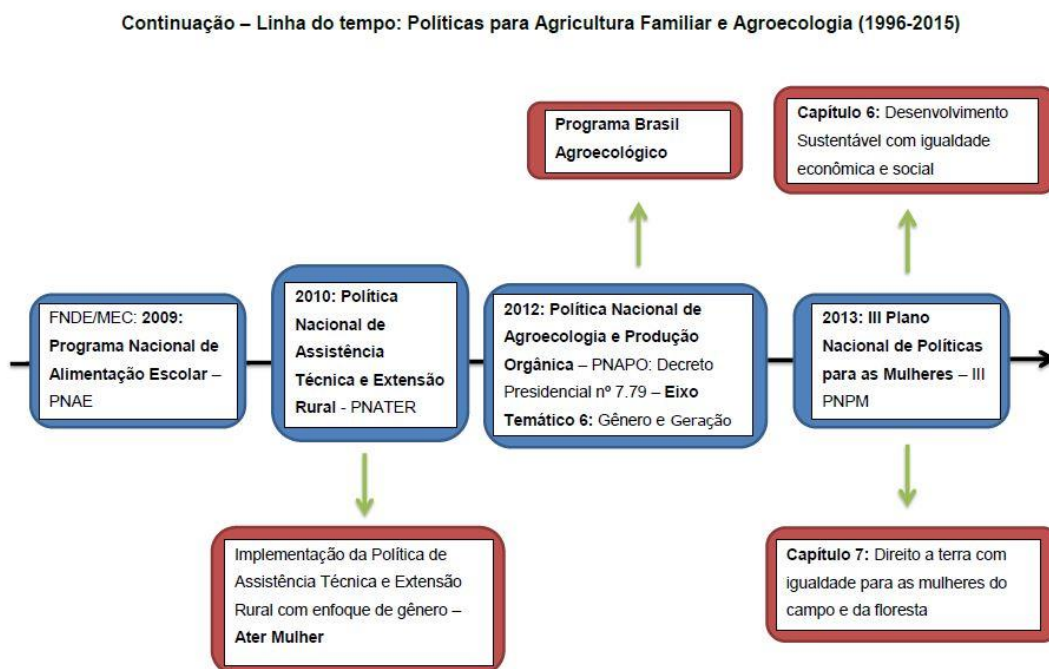 Continuação – Linha do tempo: Políticas para Agricultura Familiar e Agroecologia (1996-2015)
Programa Brasil
Agroecológico
Capítulo 6: Desenvolvimento
Sustentável com igualdade
econômica e social
FNDE/MEC: 2009:
Programa Nacional de
Alimentação Escolar –
PNAE
2010: Política
Nacional de
Assistência
Técnica e Extensão
Rural - PNATER
2012: Política Nacional de
Agroecologia e Produção
Orgânica – PNAPO: Decreto
Presidencial nº 7.79 – Eixo
Temático 6: Gênero e Geração
2013: III Plano
Nacional de Políticas
para as Mulheres – III
PNPM
Implementação da Política de
Assistência Técnica e Extensão
Rural com enfoque de gênero –
Ater Mulher
Capítulo 7: Direito a terra com
igualdade para as mulheres do
campo e da floresta